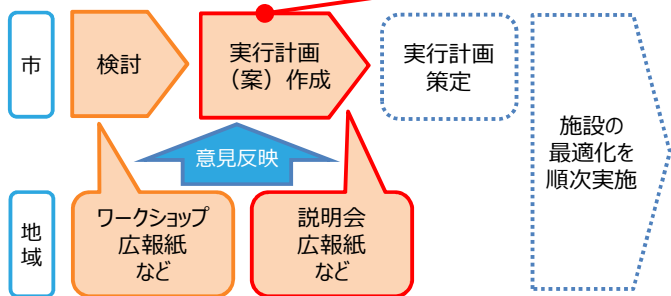 市
検討
実行計画
（案）作成
実行計画
策定
施設の
最適化を
順次実施
意見反映
地
域
ワークショップ
広報紙
など
説明会
広報紙
など